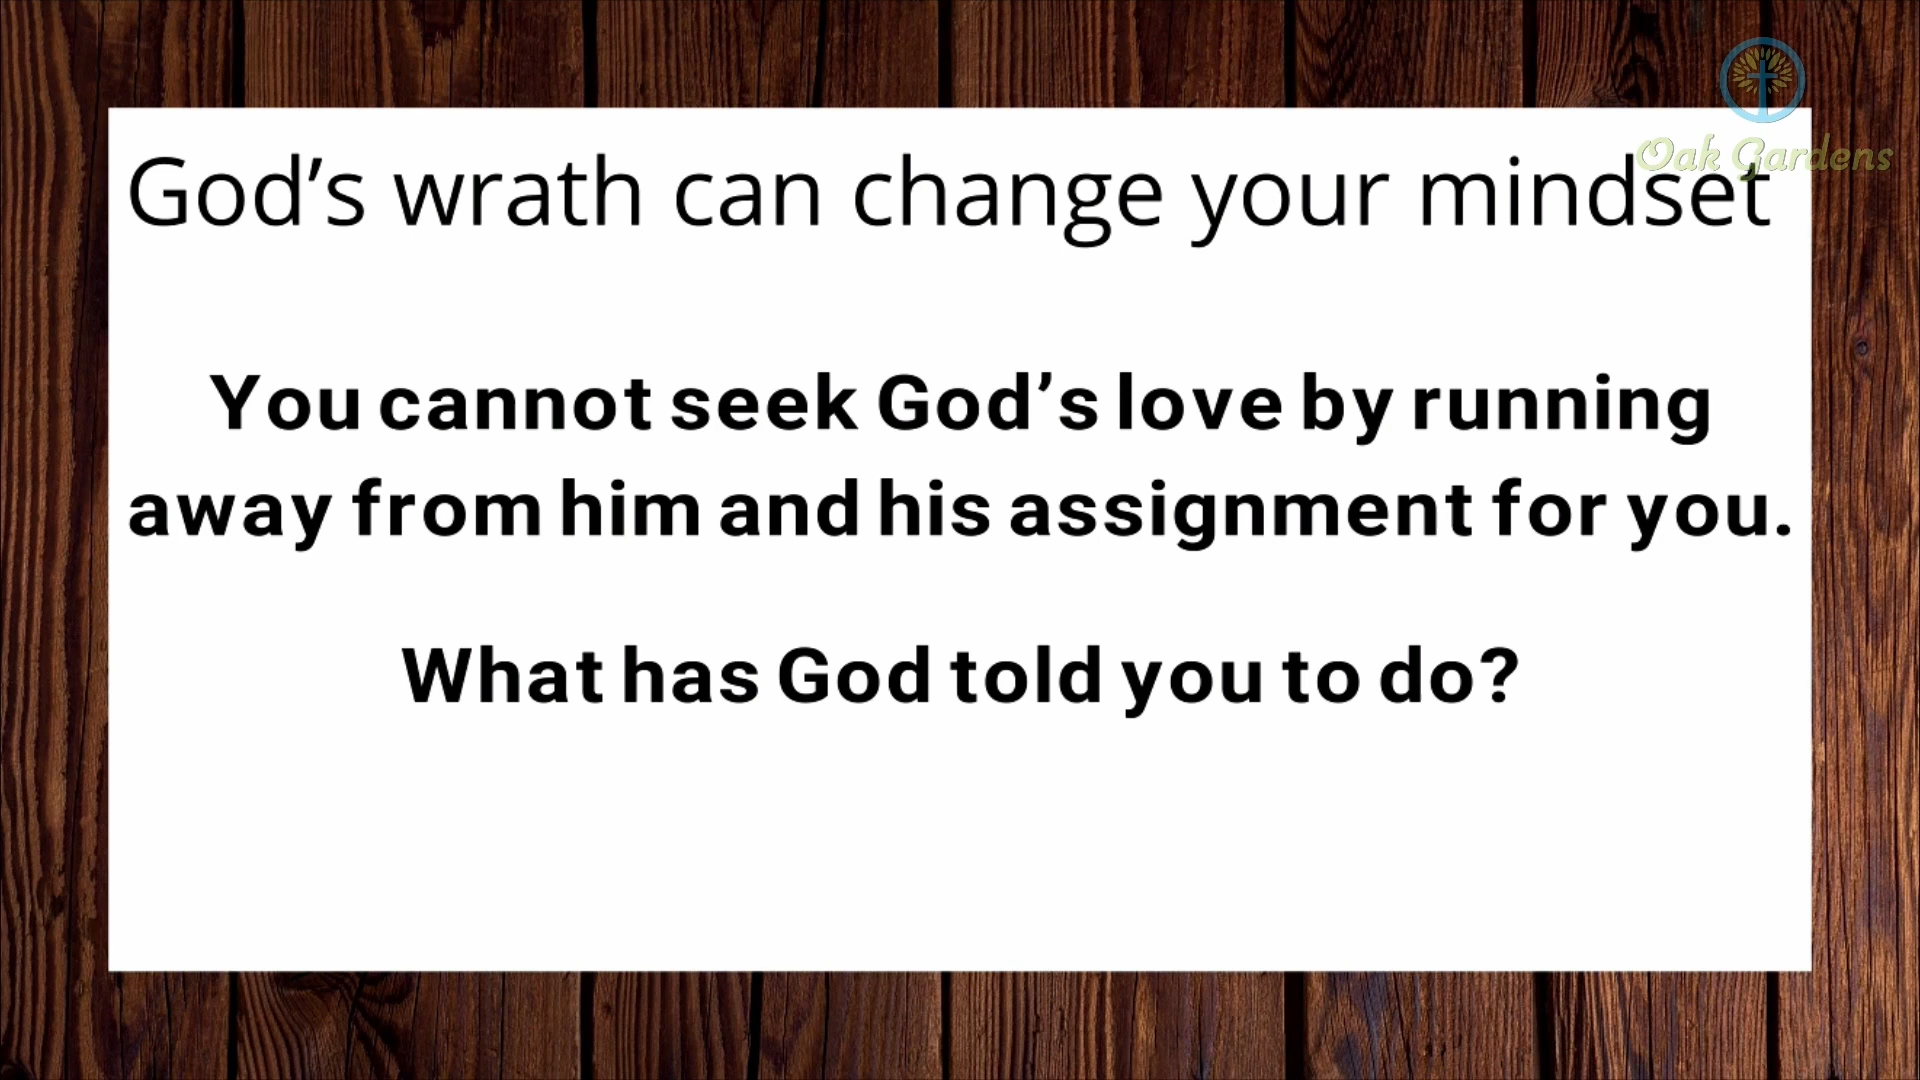 Oak Gardens
God’s wrath can change your mindset
You cannot seek God’s love by running
away from him and his assignment for you.
What has God told you to do?